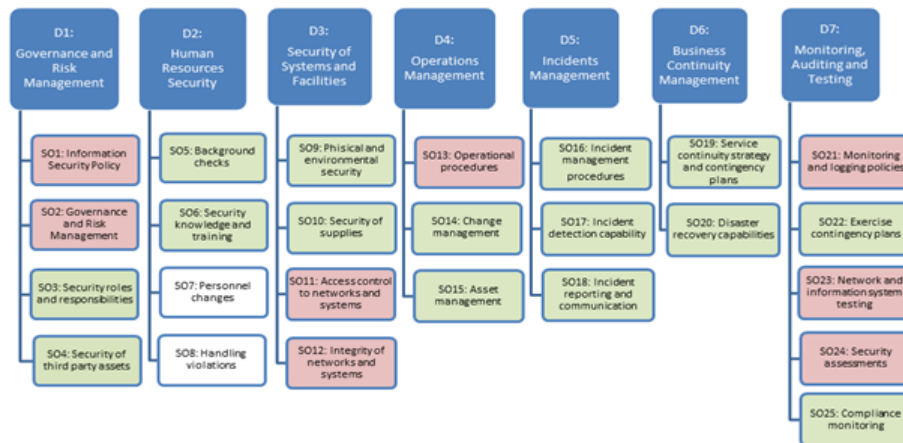 D1:
Governance and
Risk
Management
D2:
Human
Resources
Security
D3:
Security of
Systems and
Facilities
D4:
Operations
Management
D5:
Incidents
Management
D6:
Business
Continuity
Management
D7:
Monitoring,
Auditing and
Testing
SO1: Information
Security Policy
SO2: Governance
and Risk
Management
SO3: Security roles
and responsibilities
SO4: Security of
third party assets
SO5: Background
checks
SO6: Security
knowledge and
training
SO7: Personnel
changes
SO8: Handling
violations
SO9: Phisical and
environmental
security
SO10: Security of
supplies
SO11: Access control
to networks and
systems
SO12: Integrity of
networks and
systems
SO13: Operational
procedures
SO14: Change
management
SO15: Asset
management
SO16: Incident
management
procedures
SO17: Incident
detection capability
SO18: Incident
reporting and
communication
SO19: Service
continuity strategy
and contingency
plans
SO20: Disaster
recovery capabilities
SO21: Monitoring
and logging policies
SO22: Exercise
contingency plans
SO23: Network and
information system
testing
SO24: Security
assessments
SO25: Compliance
monitoring